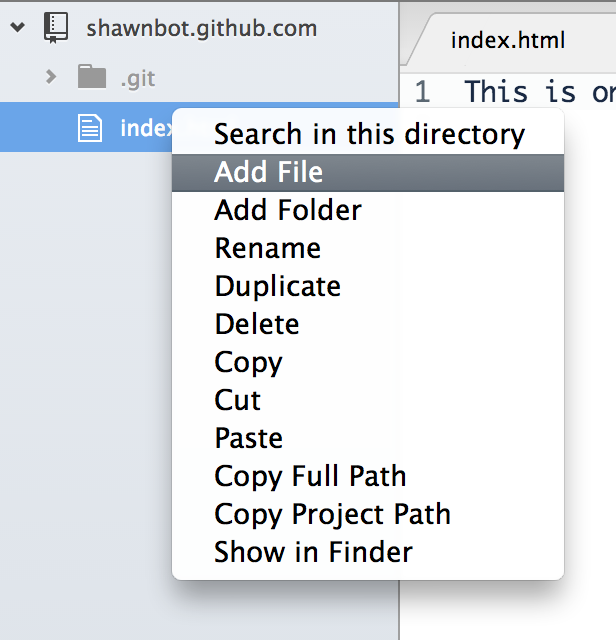 shawnbot.github.com
index.html
.git
1 This is
index
Search in this directory
Add File
Add Folder
Rename
Duplicate
Delete
Copy
Cut
Paste
Copy Full Path
Copy Project Path
Show in Finder